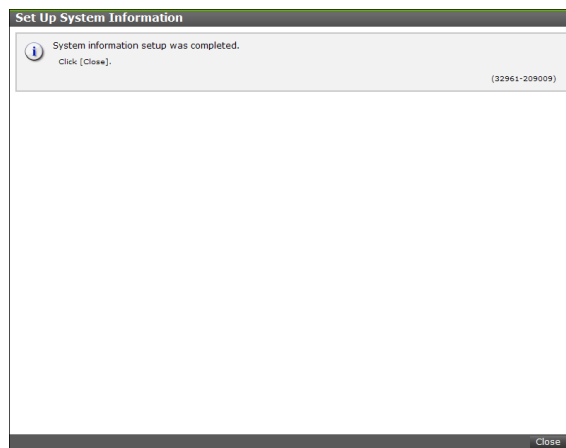 Set Up System Information
System information setup was completed.
Click [Close].
(32961-209009)
Close